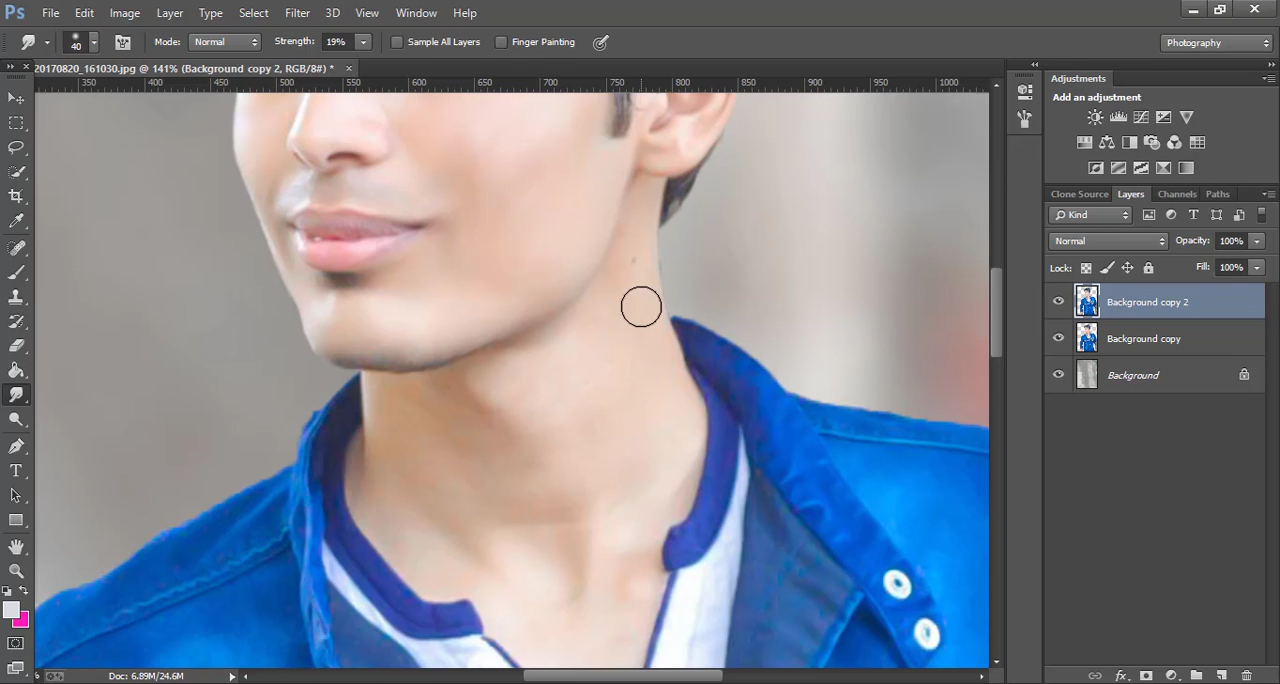 Ps File Edit Image Layer Type Select Filter 3D View Window Help
40 Mode: Normal Strength: 19% Sample All Layers Finger Painting Photography
20170820_161030.jpg @ 141% (Background copy 2, RGB/8#) * ×
350 400 450 500 550 600 650 700 750 800 850 900 950 1000
Adjustments
Add an adjustment
Clone Source Layers Channels Paths
Kind T
Normal Opacity: 100%
Lock: Fill: 100%
Background copy 2
Background copy
Background
T
% Doc: 6.89M/24.6M
fx